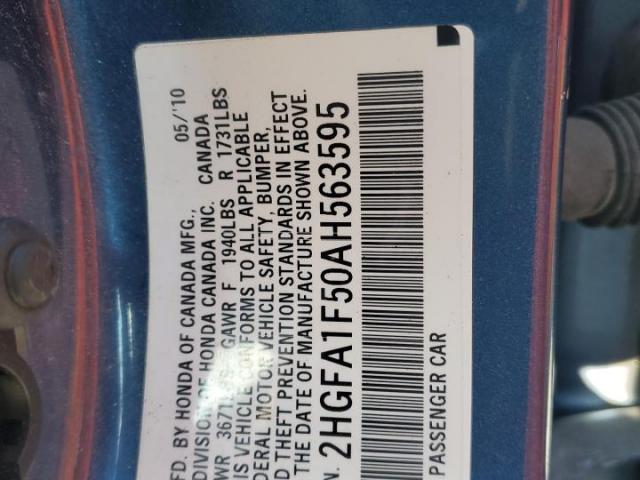 FD. BY HONDA OF CANADA MFG., 05/'10
DIVISION OF HONDA CANADA INC. CANADA
WR GAWR F 1940LBS R 1731LBS
IS VEHICLE CONFORMS TO ALL APPLICABLE
DERAL MOTOR VEHICLE SAFETY, BUMPER,
D THEFT PREVENTION STANDARDS IN EFFECT
THE DATE OF MANUFACTURE SHOWN ABOVE.
N. 2HGFA1F50AH563595
PASSENGER CAR